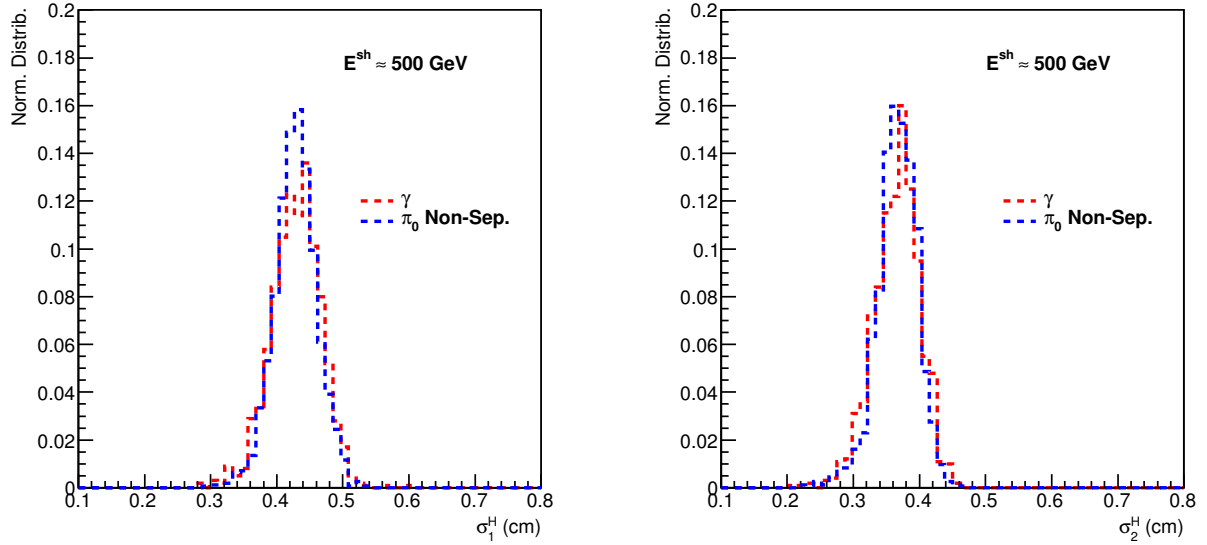 Norm. Distrib.
0.2
0.18
0.16
0.14
0.12
0.1
0.08
0.06
0.04
0.02
0
E^sh ≈ 500 GeV
γ
π₀ Non-Sep.
0.1 0.2 0.3 0.4 0.5 0.6 0.7 0.8
σ₁^H (cm)
Norm. Distrib.
0.2
0.18
0.16
0.14
0.12
0.1
0.08
0.06
0.04
0.02
0
E^sh ≈ 500 GeV
γ
π₀ Non-Sep.
0.1 0.2 0.3 0.4 0.5 0.6 0.7 0.8
σ₂^H (cm)